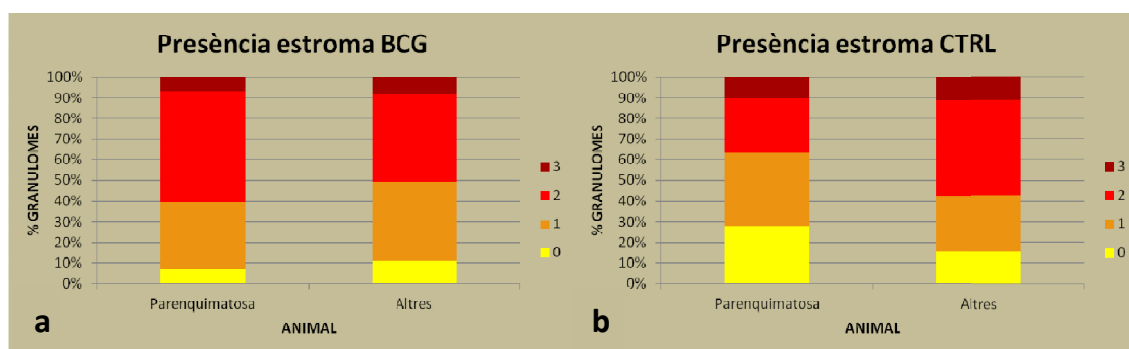 Presència estroma BCG
100%
90%
80%
70%
60%
50%
40%
30%
20%
10%
0%
% GRANULOMES
Parenquimatosa
Altres
ANIMAL
3
2
1
0
a
Presència estroma CTRL
100%
90%
80%
70%
60%
50%
40%
30%
20%
10%
0%
% GRANULOMES
Parenquimatosa
Altres
ANIMAL
3
2
1
0
b